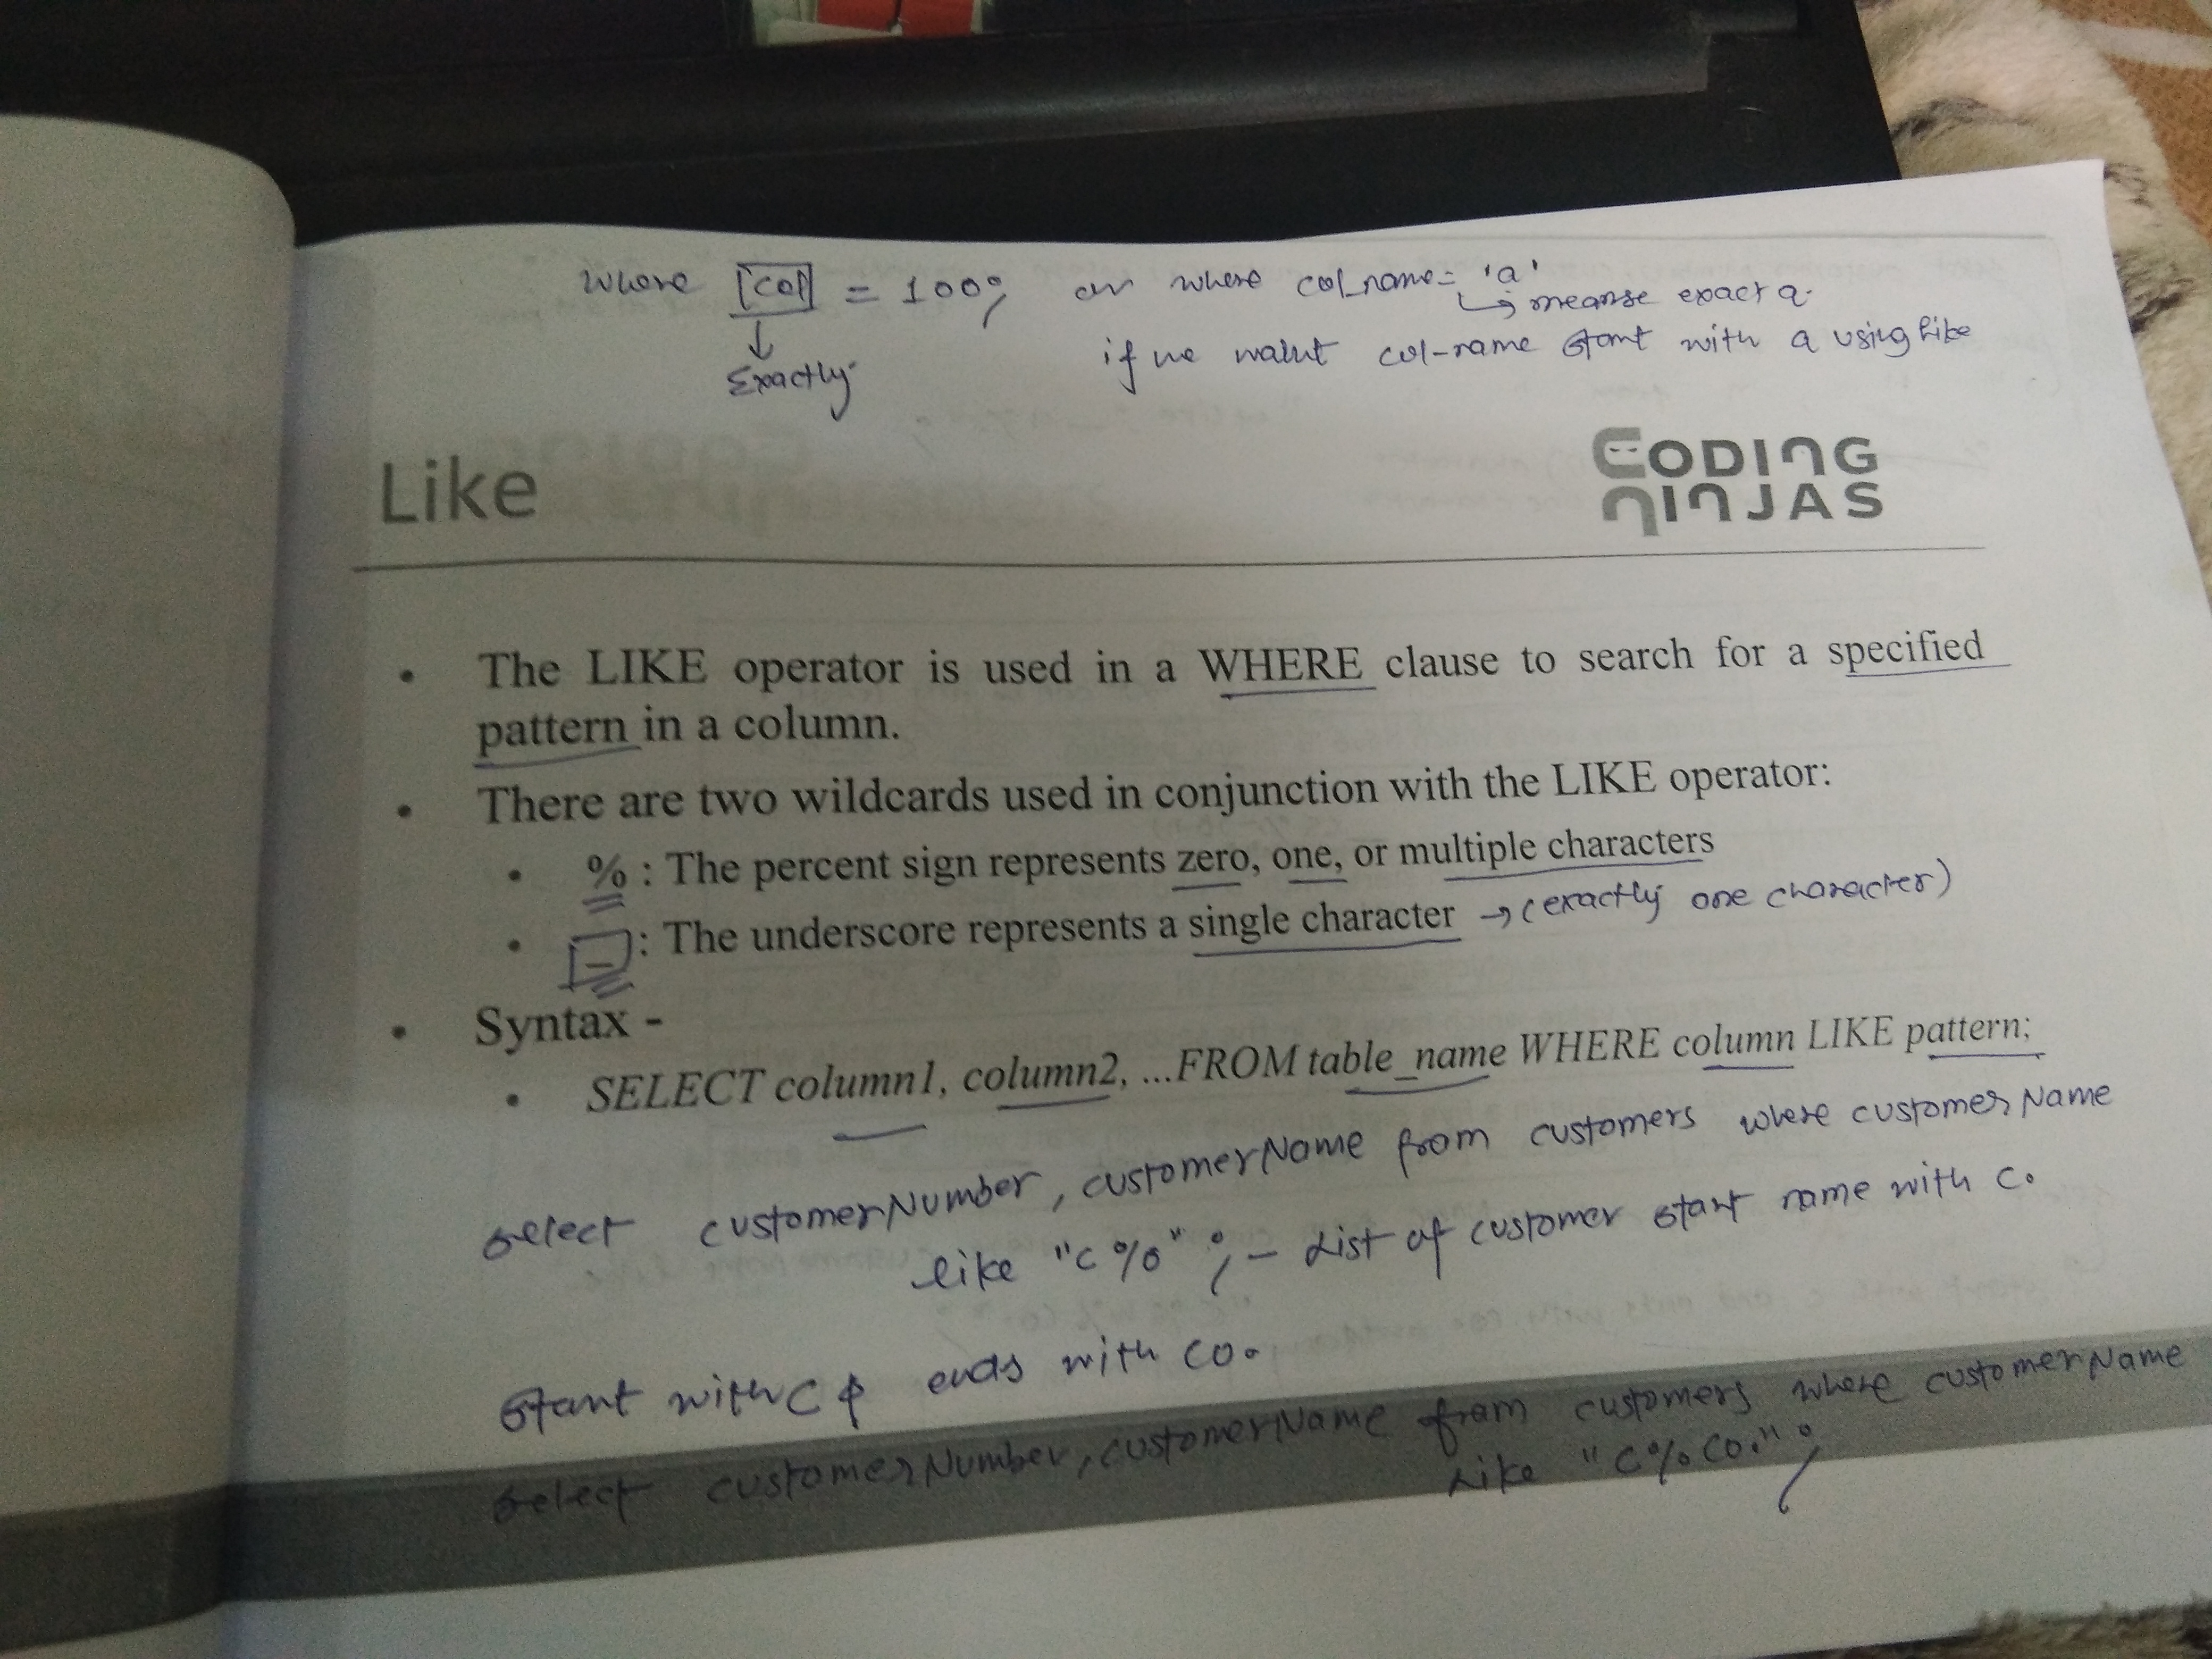 where [col] = 100; or where col_name = 'a'
↳ meanse exact a.
↓
Exactly
if we walut col-name start with a using like
Like
CODING
NINJAS
• The LIKE operator is used in a WHERE clause to search for a specified
pattern in a column.
• There are two wildcards used in conjunction with the LIKE operator:
• % : The percent sign represents zero, one, or multiple characters
• _ : The underscore represents a single character → (exactly one character)
• Syntax -
• SELECT column1, column2, ...FROM table_name WHERE column LIKE pattern;
select customerNumber, customerName from customers where customerName
like "c%"; - List of customer start name with c.
start with C & ends with co.
select customerNumber, customerName from customers where customerName
Like "C%Co.";